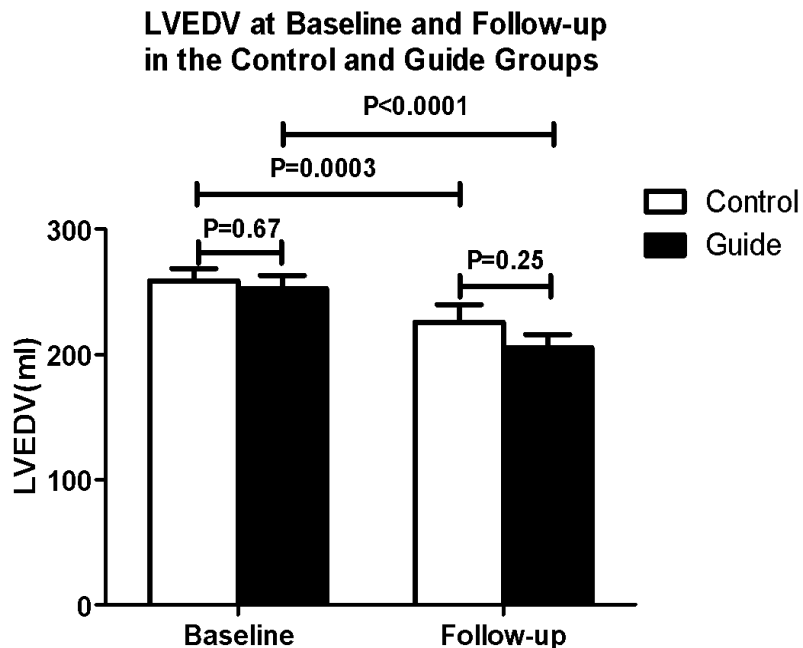 LVEDV at Baseline and Follow-up
in the Control and Guide Groups
P<0.0001
P=0.0003
Control
Guide
P=0.67
P=0.25
300
200
100
0
LVEDV(ml)
Baseline
Follow-up